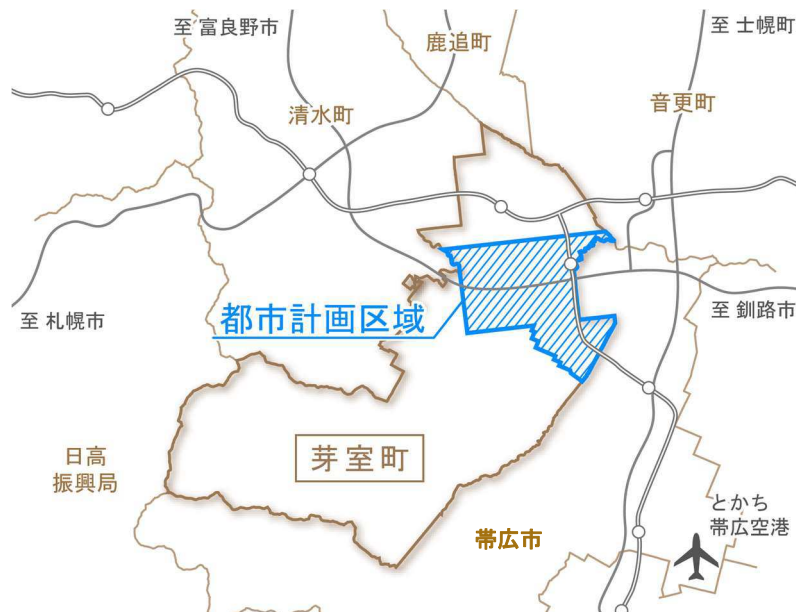 至 富良野市
鹿追町
至 士幌町
清水町
音更町
至 札幌市
都市計画区域
至 釧路市
芽室町
日高
振興局
とかち
帯広空港
帯広市